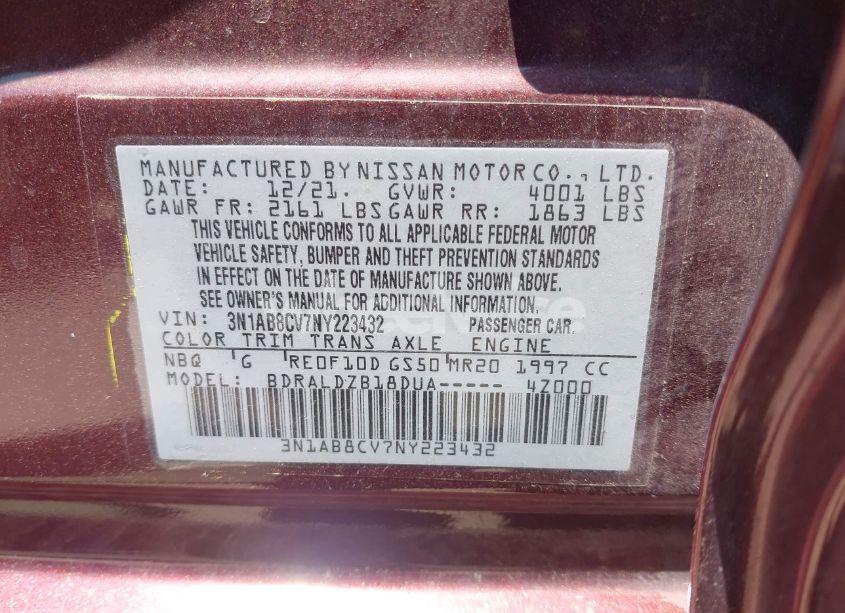 MANUFACTURED BY NISSAN MOTOR CO., LTD.
DATE: 12/21. GVWR: 4001 LBS
GAWR FR: 2161 LBS GAWR RR: 1863 LBS
THIS VEHICLE CONFORMS TO ALL APPLICABLE FEDERAL MOTOR
VEHICLE SAFETY, BUMPER AND THEFT PREVENTION STANDARDS
IN EFFECT ON THE DATE OF MANUFACTURE SHOWN ABOVE.
SEE OWNER'S MANUAL FOR ADDITIONAL INFORMATION.
VIN: 3N1AB8CV7NY223432 PASSENGER CAR.
COLOR TRIM TRANS AXLE ENGINE
NBQ G RE0F10D GS50 MR20 1997 CC
MODEL: BDRALDZB18DUA----- 4Z000
3N1AB8CV7NY223432